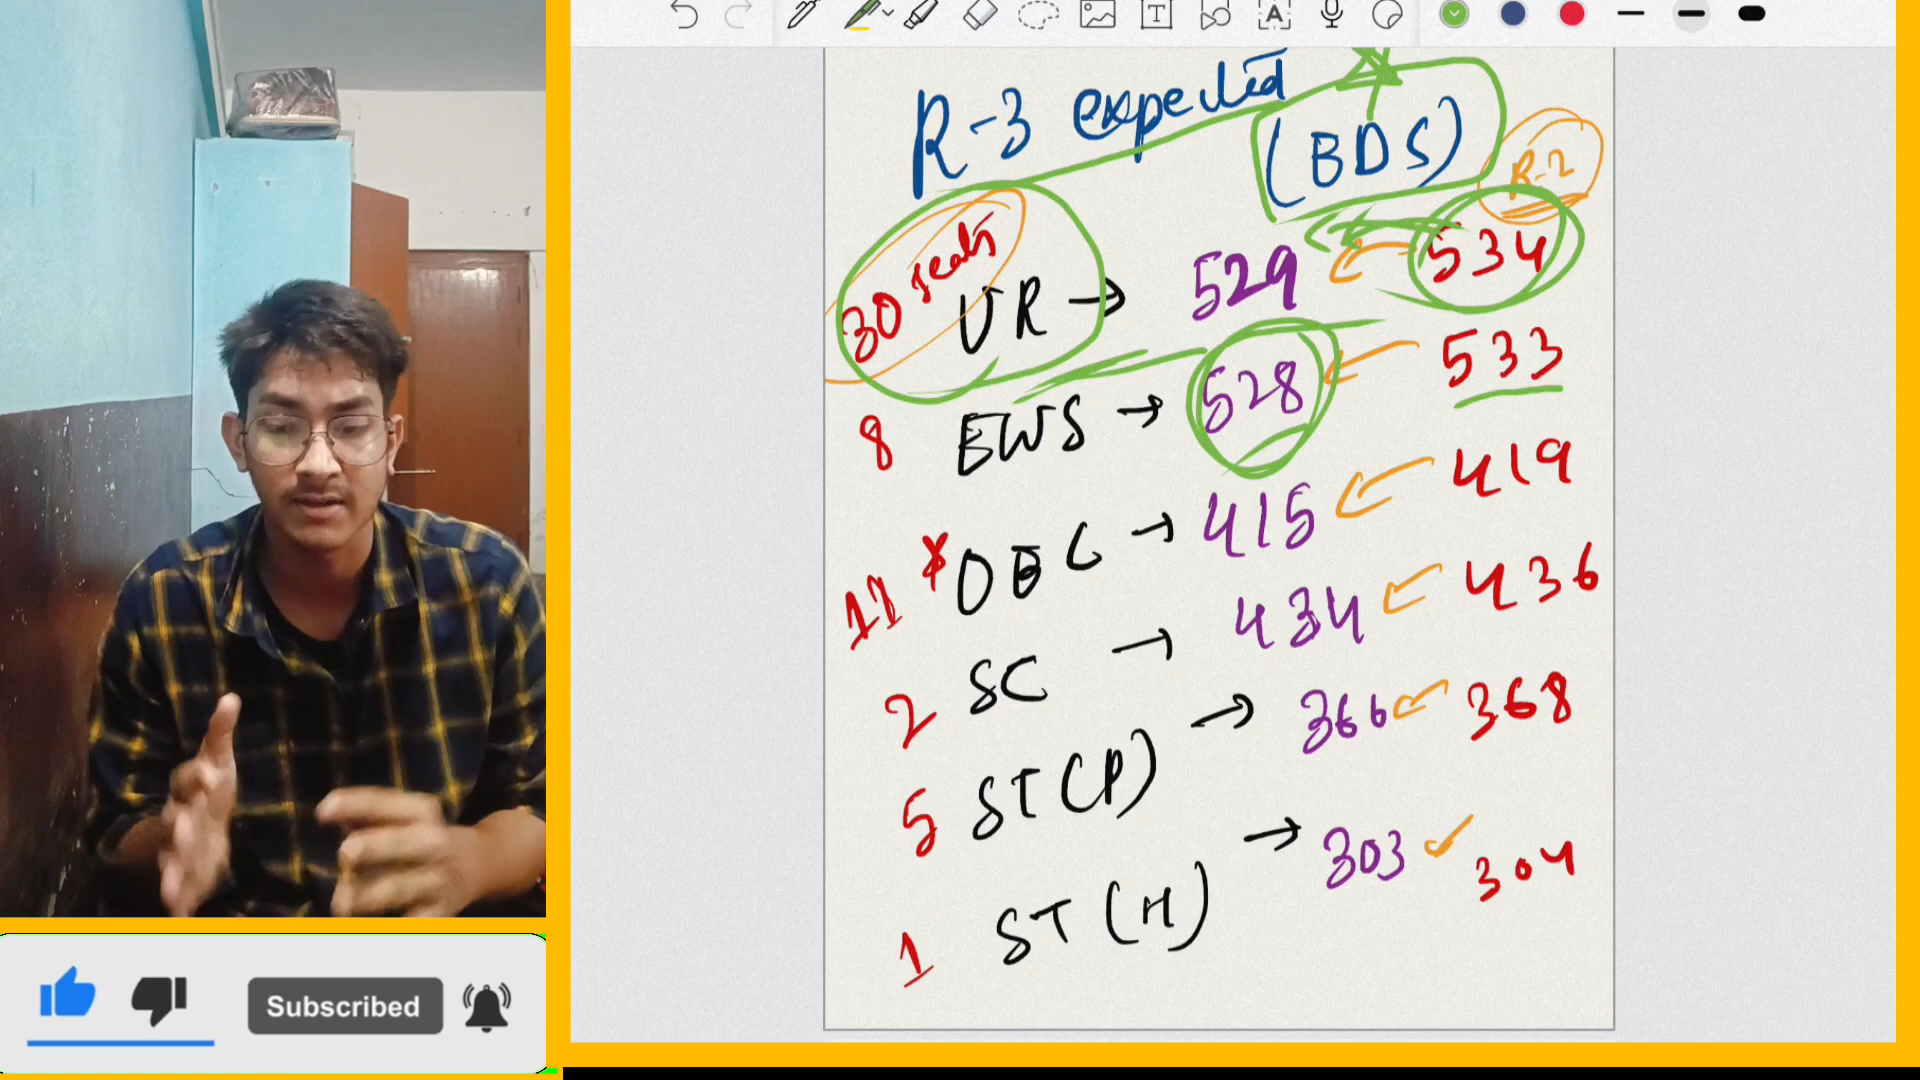 R-3 expected
(BDS)
R-2
30 seats UR → 529 534
8 EWS → 528 533
11 * OBC → 415 419
2 SC → 434 436
5 ST (P) → 366 368
1 ST (H) → 303 304
Subscribed